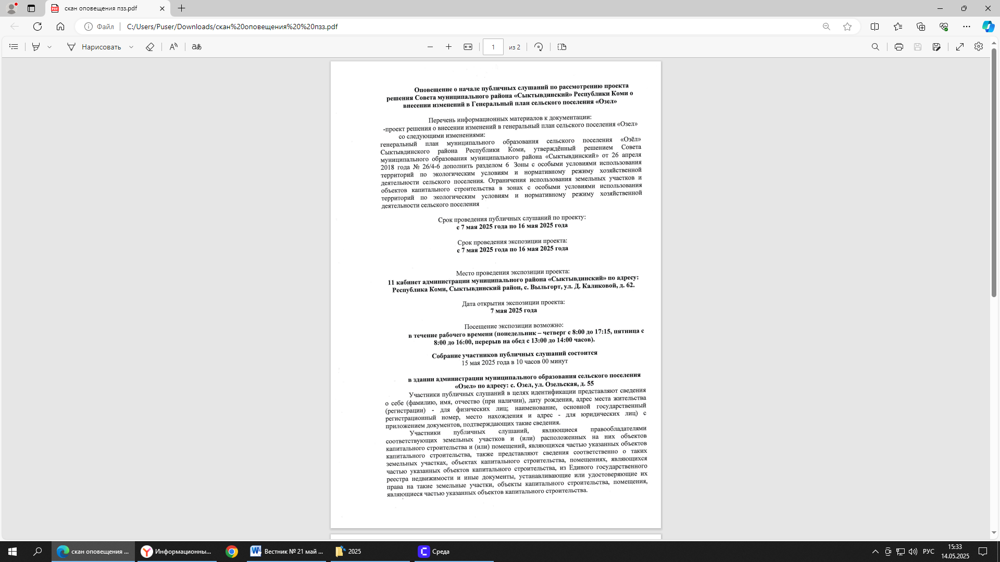 скан оповещения пзз.pdf
Файл
C:/Users/Puser/Downloads/скан%20оповещения%20%20пзз.pdf
Нарисовать
1 из 2
Оповещение о начале публичных слушаний по рассмотрению проекта
решения Совета муниципального района «Сыктывдинский» Республики Коми о
внесении изменений в Генеральный план сельского поселения «Озел»
Перечень информационных материалов к документации:
-проект решения о внесении изменений в генеральный план сельского поселения «Озел»
со следующими изменениями:
генеральный план муниципального образования сельского поселения «Озёл»
Сыктывдинского района Республики Коми, утверждённый решением Совета
муниципального образования муниципального района «Сыктывдинский» от 26 апреля
2018 года № 26/4-6 дополнить разделом 6 Зоны с особыми условиями использования
территорий по экологическим условиям и нормативному режиму хозяйственной
деятельности сельского поселения. Ограничения использования земельных участков и
объектов капитального строительства в зонах с особыми условиями использования
территорий по экологическим условиям и нормативному режиму хозяйственной
деятельности сельского поселения
Срок проведения публичных слушаний по проекту:
с 7 мая 2025 года по 16 мая 2025 года
Срок проведения экспозиции проекта:
с 7 мая 2025 года по 16 мая 2025 года
Место проведения экспозиции проекта:
11 кабинет администрации муниципального района «Сыктывдинский» по адресу:
Республика Коми, Сыктывдинский район, с. Выльгорт, ул. Д. Каликовой, д. 62.
Дата открытия экспозиции проекта:
7 мая 2025 года
Посещение экспозиции возможно:
в течение рабочего времени (понедельник – четверг с 8:00 до 17:15, пятница с
8:00 до 16:00, перерыв на обед с 13:00 до 14:00 часов).
Собрание участников публичных слушаний состоится
15 мая 2025 года в 10 часов 00 минут
в здании администрации муниципального образования сельского поселения
«Озел» по адресу: с. Озел, ул. Озельская, д. 55
Участники публичных слушаний в целях идентификации представляют сведения
о себе (фамилию, имя, отчество (при наличии), дату рождения, адрес места жительства
(регистрации) - для физических лиц; наименование, основной государственный
регистрационный номер, место нахождения и адрес - для юридических лиц) с
приложением документов, подтверждающих такие сведения.
Участники публичных слушаний, являющиеся правообладателями
соответствующих земельных участков и (или) расположенных на них объектов
капитального строительства и (или) помещений, являющихся частью указанных объектов
капитального строительства, также представляют сведения соответственно о таких
земельных участках, объектах капитального строительства, помещениях, являющихся
частью указанных объектов капитального строительства, из Единого государственного
реестра недвижимости и иные документы, устанавливающие или удостоверяющие их
права на такие земельные участки, объекты капитального строительства, помещения,
являющиеся частью указанных объектов капитального строительства.
скан оповещения ...
Информационны...
Вестник № 21 май ...
2025
Среда
РУС
15:33
14.05.2025